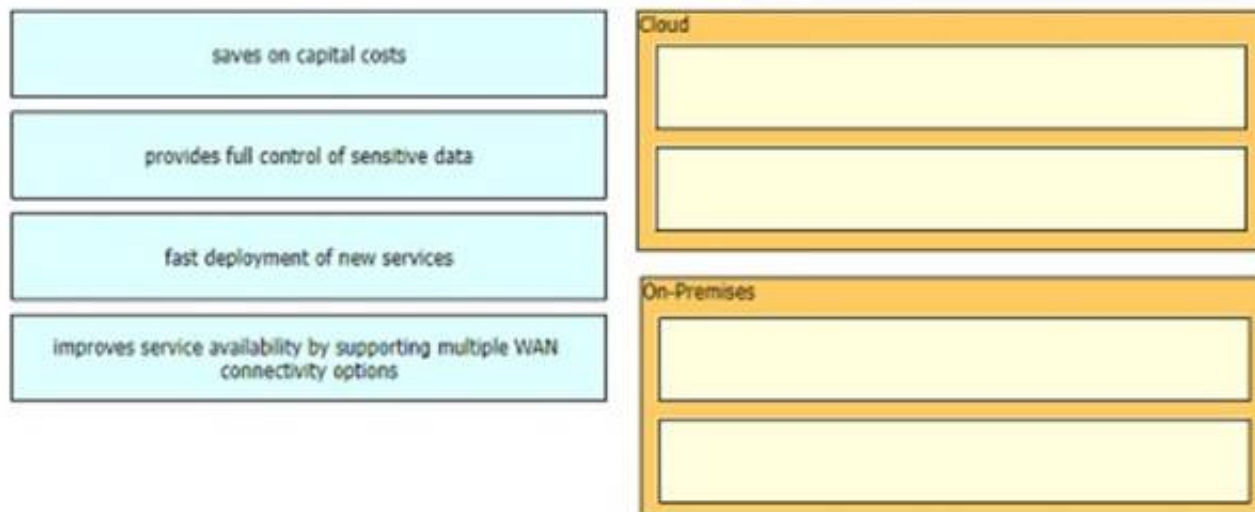 saves on capital costs
provides full control of sensitive data
fast deployment of new services
improves service availability by supporting multiple WAN
connectivity options
Cloud
On-Premises